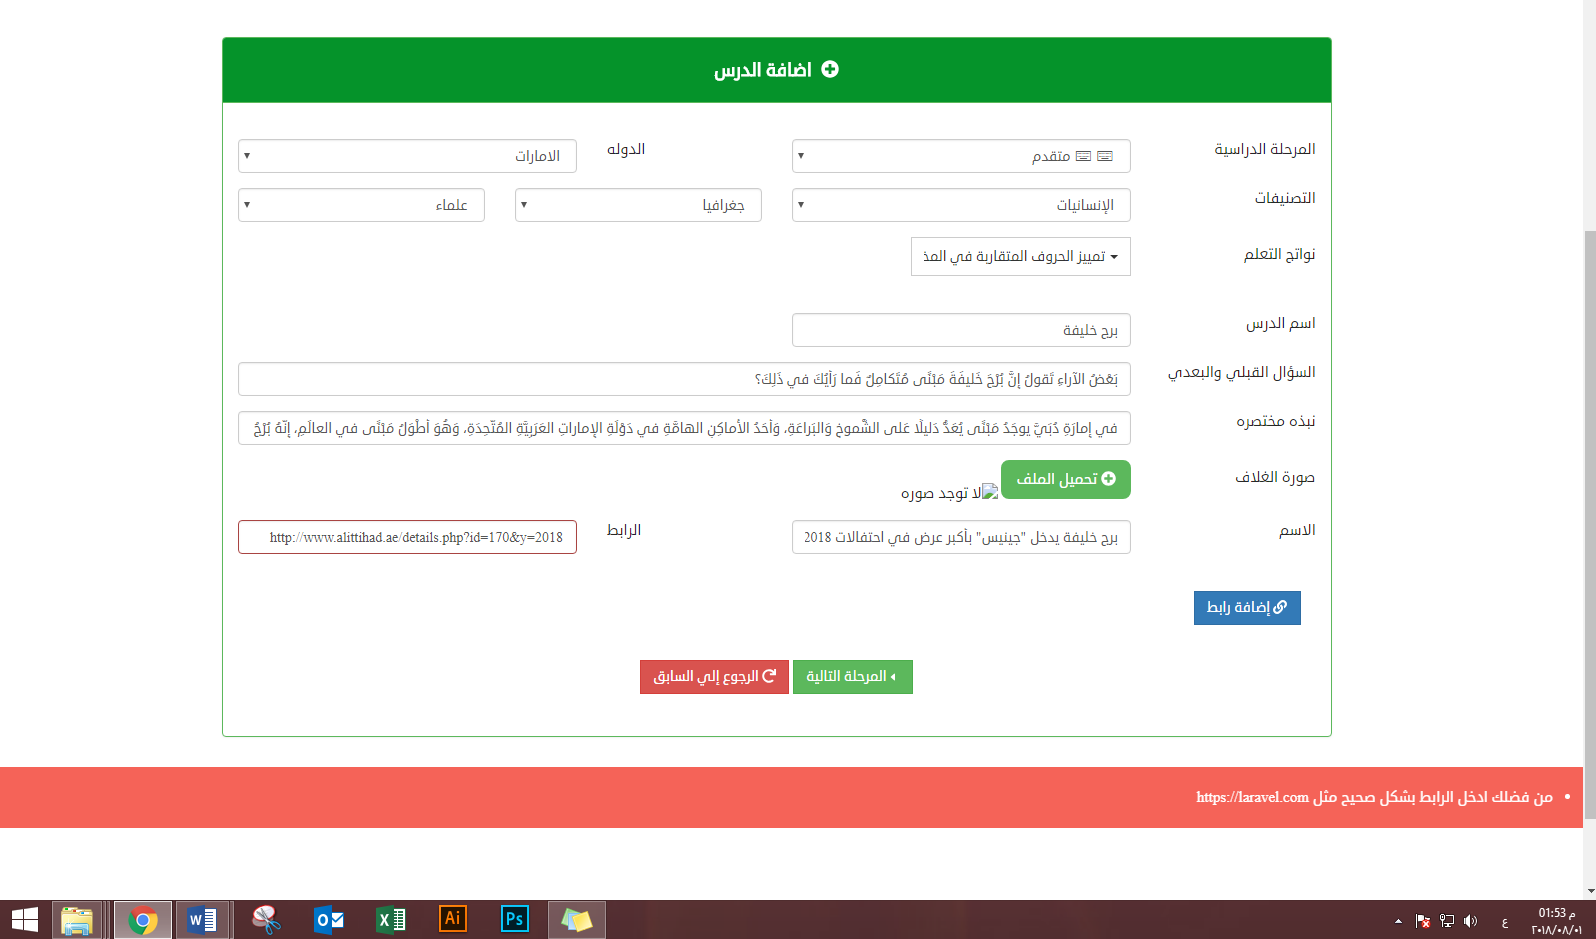 اضافة الدرس
المرحلة الدراسية
متقدم
الدوله
الامارات
التصنيفات
الإنسانيات
جغرافيا
علماء
نواتج التعلم
تمييز الحروف المتقاربة في المذ
اسم الدرس
برج خليفة
السؤال القبلي والبعدي
بَعْضُ الآراءِ تَقولُ إنَّ بُرْجَ خَليفَةَ مَبْنًى مُتَكامِلٌ فَما رَأيُكَ في ذَلِكَ؟
نبذه مختصره
في إمارَةِ دُبَيَّ يوجَدُ مَبْنًى يُعَدُّ دَليلًا عَلى الشُّموخِ وَالبَراعَةِ، وَأحَدُ الأماكِنِ الهامَّةِ في دَوْلَةِ الإماراتِ العَرَبِيَّةِ المُتَّحِدَةِ، وَهُوَ أطْوَلُ مَبْنًى في العالَمِ، إنَّهُ بُرْجُ
صورة الغلاف
تحميل الملف
لا توجد صوره
الاسم
برج خليفة يدخل "جينيس" بأكبر عرض في احتفالات 2018
الرابط
http://www.alittihad.ae/details.php?id=170&y=2018
إضافة رابط
المرحلة التالية
الرجوع إلي السابق
من فضلك ادخل الرابط بشكل صحيح مثل https://laravel.com
ع
01:53 م
٢٠١٨/٠٨/٠١